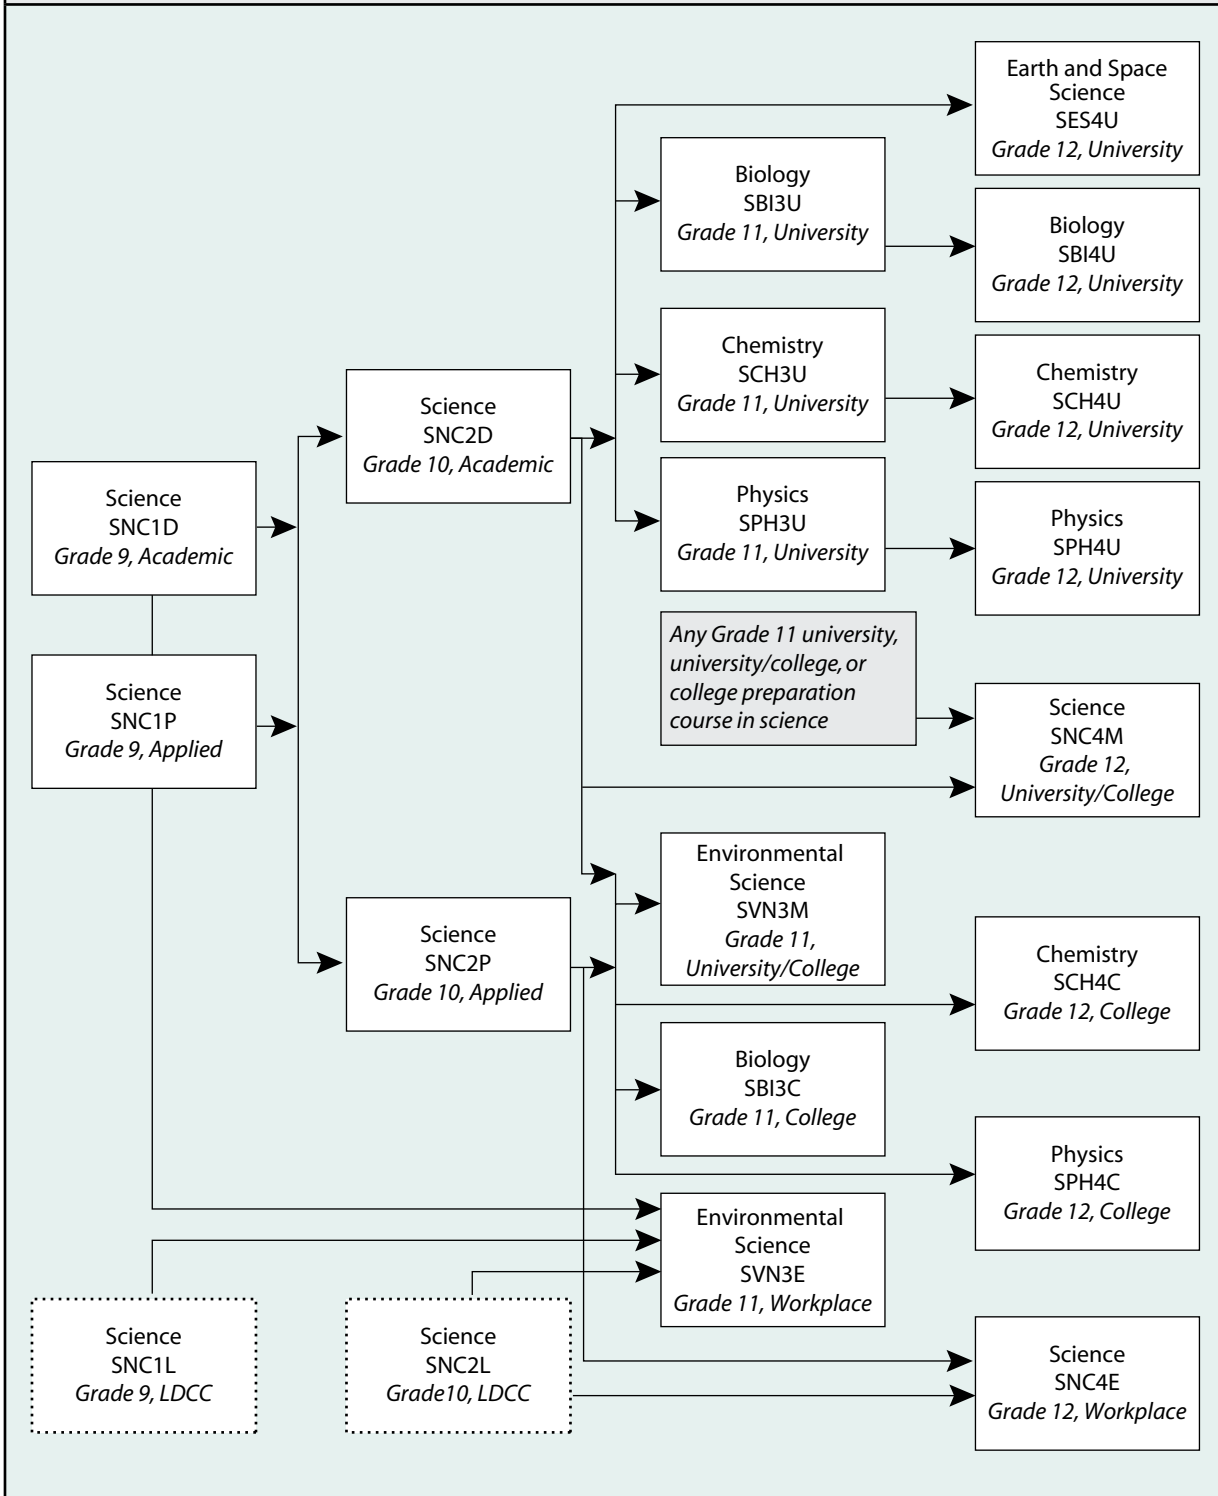 Earth and Space
Science
SES4U
Grade 12, University
Biology
SBI3U
Grade 11, University
Biology
SBI4U
Grade 12, University
Chemistry
SCH3U
Grade 11, University
Chemistry
SCH4U
Grade 12, University
Science
SNC2D
Grade 10, Academic
Science
SNC1D
Grade 9, Academic
Physics
SPH3U
Grade 11, University
Physics
SPH4U
Grade 12, University
Any Grade 11 university,
university/college, or
college preparation
course in science
Science
SNC1P
Grade 9, Applied
Science
SNC4M
Grade 12,
University/College
Environmental
Science
SVN3M
Grade 11,
University/College
Science
SNC2P
Grade 10, Applied
Chemistry
SCH4C
Grade 12, College
Biology
SBI3C
Grade 11, College
Physics
SPH4C
Grade 12, College
Environmental
Science
SVN3E
Grade 11, Workplace
Science
SNC1L
Grade 9, LDCC
Science
SNC2L
Grade10, LDCC
Science
SNC4E
Grade 12, Workplace